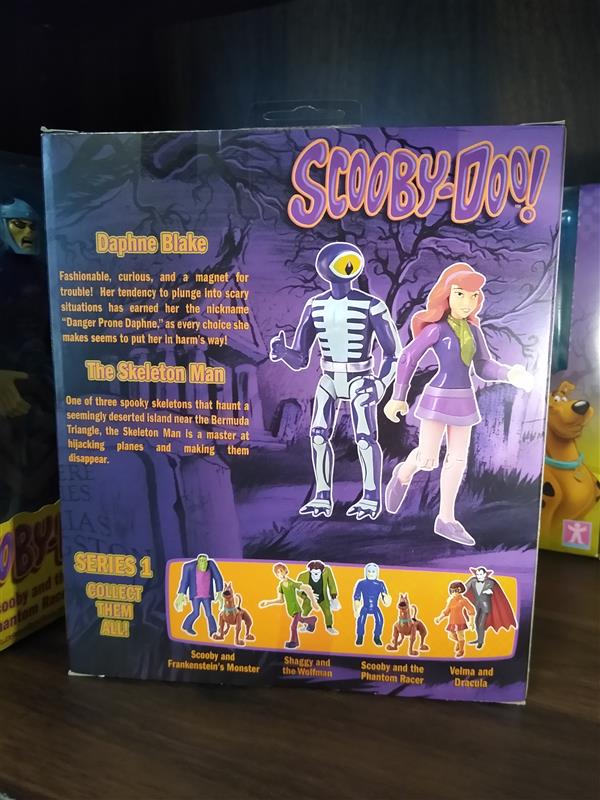 SCOOBY-DOO!
Daphne Blake
Fashionable, curious, and a magnet for
trouble! Her tendency to plunge into scary
situations has earned her the nickname
"Danger Prone Daphne," as every choice she
makes seems to put her in harm's way!
The Skeleton Man
One of three spooky skeletons that haunt a
seemingly deserted island near the Bermuda
Triangle, the Skeleton Man is a master at
hijacking planes and making them
disappear.
SERIES 1
COLLECT
THEM
ALL!
Scooby and
Frankenstein's Monster
Shaggy and
the Wolfman
Scooby and the
Phantom Racer
Velma and
Dracula